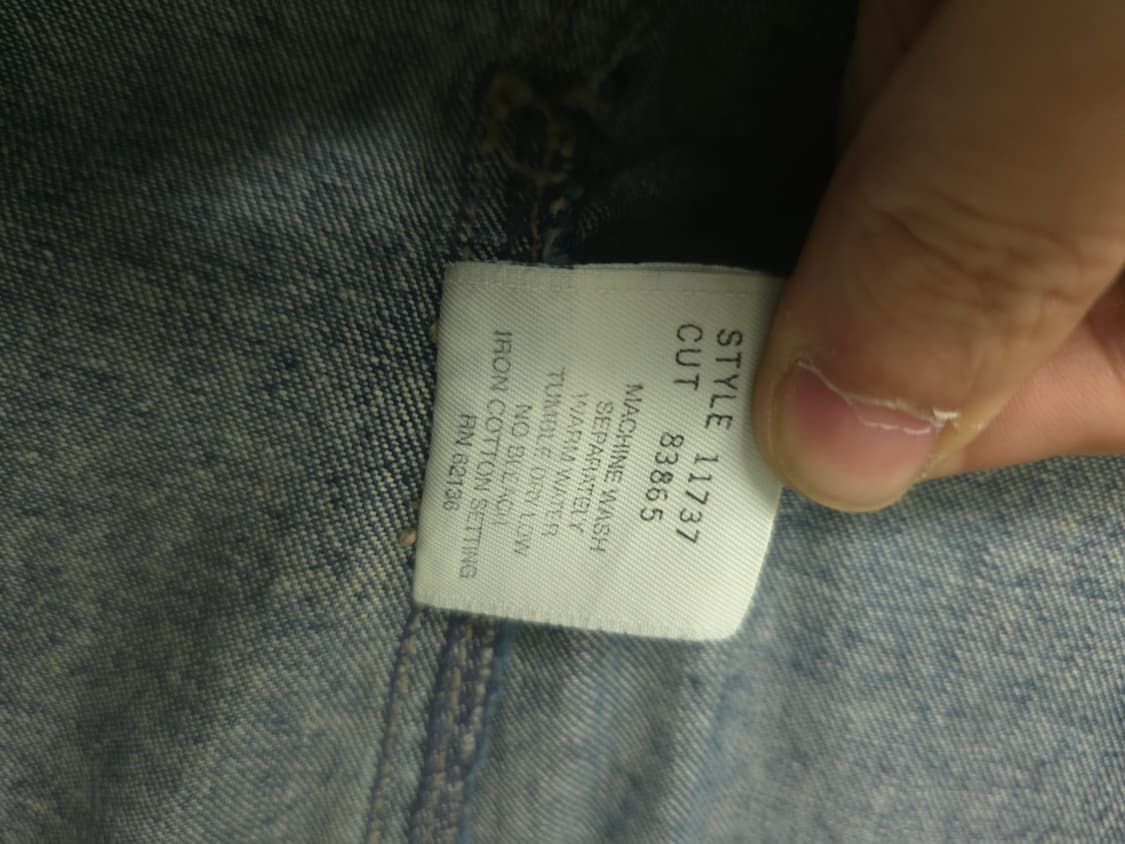 STYLE 11737
CUT 83865
MACHINE WASH
SEPARATELY
WARM WATER
TUMBLE DRY LOW
NO BLEACH
IRON COTTON SETTING
RN 62136